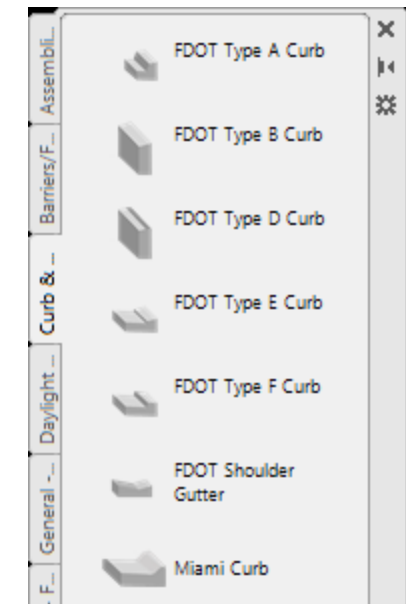 Assembli...
Barriers/F...
Curb & ...
Daylight ...
General -...
F...
FDOT Type A Curb
FDOT Type B Curb
FDOT Type D Curb
FDOT Type E Curb
FDOT Type F Curb
FDOT Shoulder
Gutter
Miami Curb